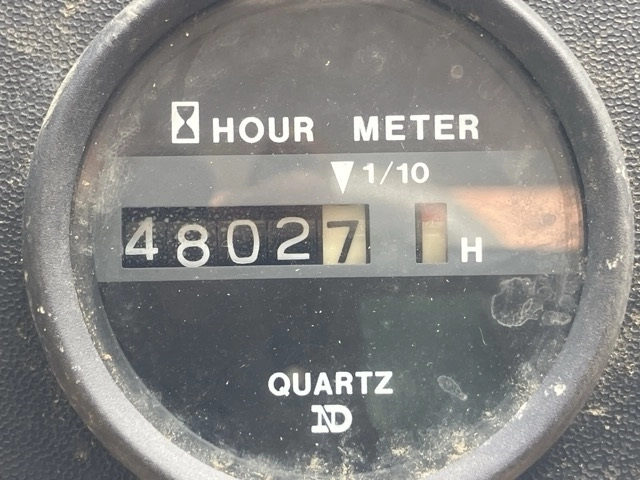 HOUR METER
1/10
48027 H
QUARTZ
ND